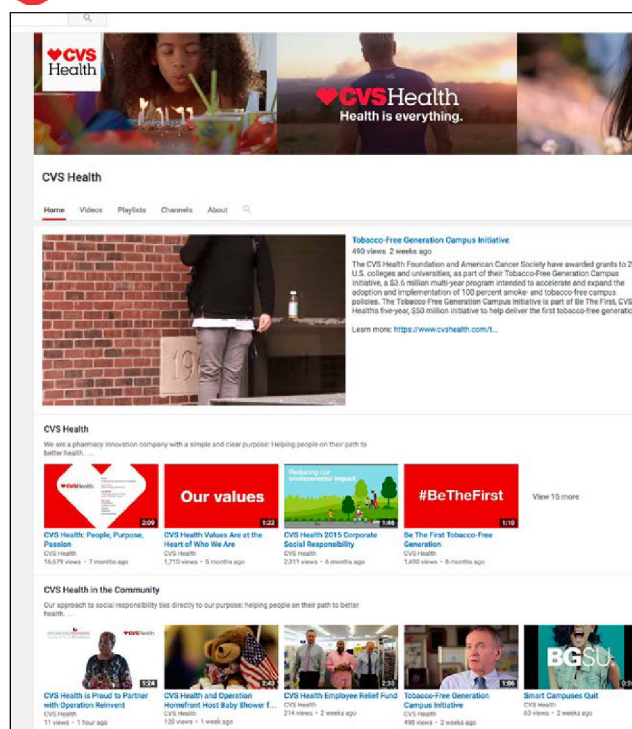 CVS
Health
CVSHealth
Health is everything.
CVS Health
Home Videos Playlists Channels About
Tobacco-Free Generation Campus Initiative
490 views 2 weeks ago
The CVS Health Foundation and American Cancer Society have awarded grants to
U.S. colleges and universities, as part of their Tobacco-Free Generation Campus
Initiative, a $3.6 million multi-year program intended to accelerate and expand the
adoption and implementation of 100 percent smoke- and tobacco-free campus
policies. The Tobacco-Free Generation Campus Initiative is part of Be The First, CVS
Health's five-year, $50 million initiative to help deliver the first tobacco-free
Learn more: https://www.cvshealth.com/t...
19
CVS Health
We are a pharmacy innovation company with a simple and clear purpose: Helping people on their path to
better health. ...
CVSHealth
2:09
Our values
1:22
Reducing our
environmental impact
1:46
#BeTheFirst
1:10
View 15 more
CVS Health: People, Purpose,
Passion
CVS Health
16,679 views • 7 months ago
CVS Health Values Are at the
Heart of Who We Are
CVS Health
1,710 views • 5 months ago
CVS Health 2015 Corporate
Social Responsibility
CVS Health
2,311 views • 6 months ago
Be The First Tobacco-Free
Generation
CVS Health
1,490 views • 8 months ago
CVS Health in the Community
Our approach to social responsibility ties directly to our purpose: helping people on their path to better
health. ...
CVSHealth
1:24
2:43
2:33
1:06
BGSU
CVS Health is Proud to Partner
with Operation Reinvent
CVS Health
11 views • 1 hour ago
CVS Health and Operation
Homefront Host Baby Shower f...
CVS Health
130 views • 1 week ago
CVS Health Employee Relief Fund
CVS Health
214 views • 2 weeks ago
Tobacco-Free Generation
Campus Initiative
CVS Health
490 views • 2 weeks ago
Smart Campuses Quit
CVS Health
63 views • 2 weeks ago